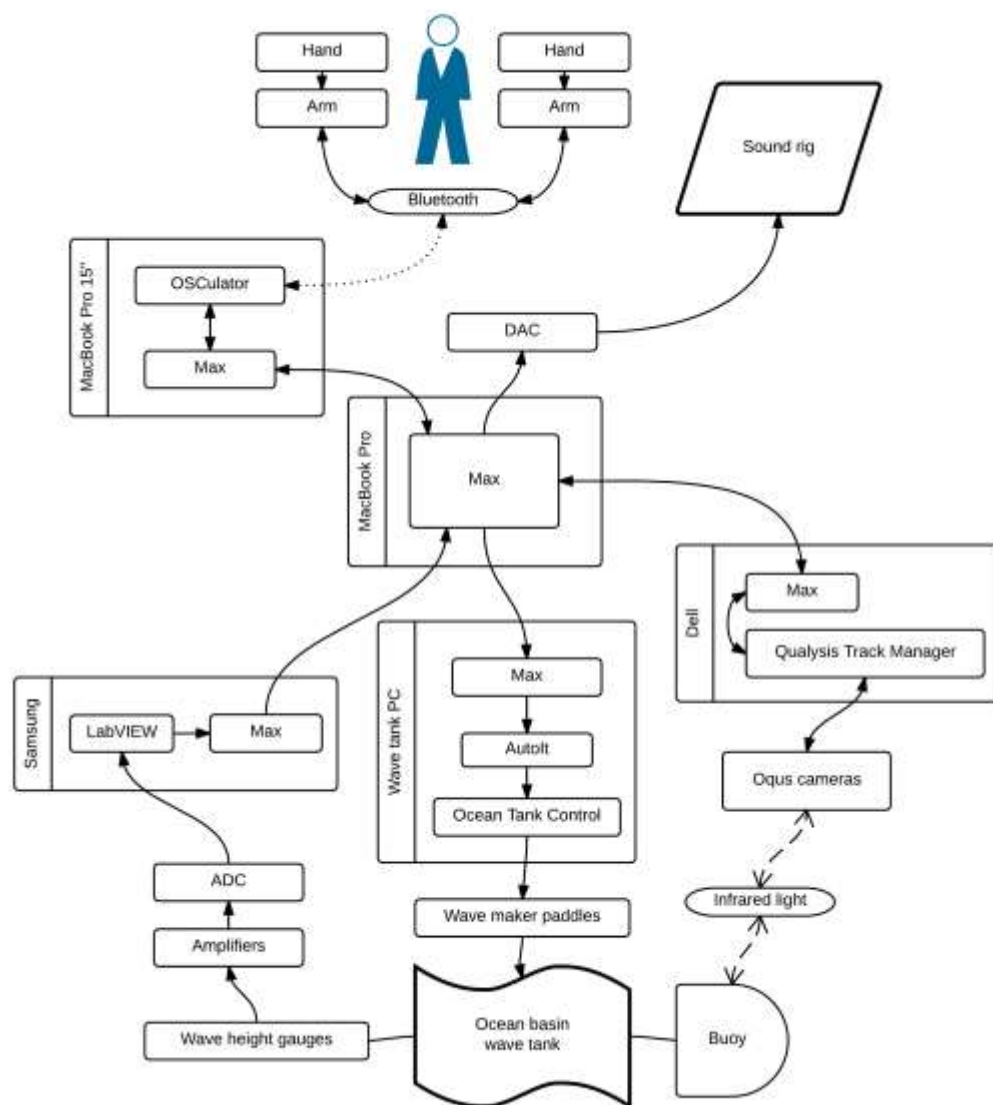 Hand
Hand
Arm
Arm
Sound rig
Bluetooth
MacBook Pro 15"
OSCulator
Max
DAC
MacBook Pro
Max
Dell
Max
Qualysis Track Manager
Wave tank PC
Max
AutoIt
Ocean Tank Control
Samsung
LabVIEW
Max
Oqus cameras
ADC
Infrared light
Wave maker paddles
Amplifiers
Wave height gauges
Ocean basin
wave tank
Buoy